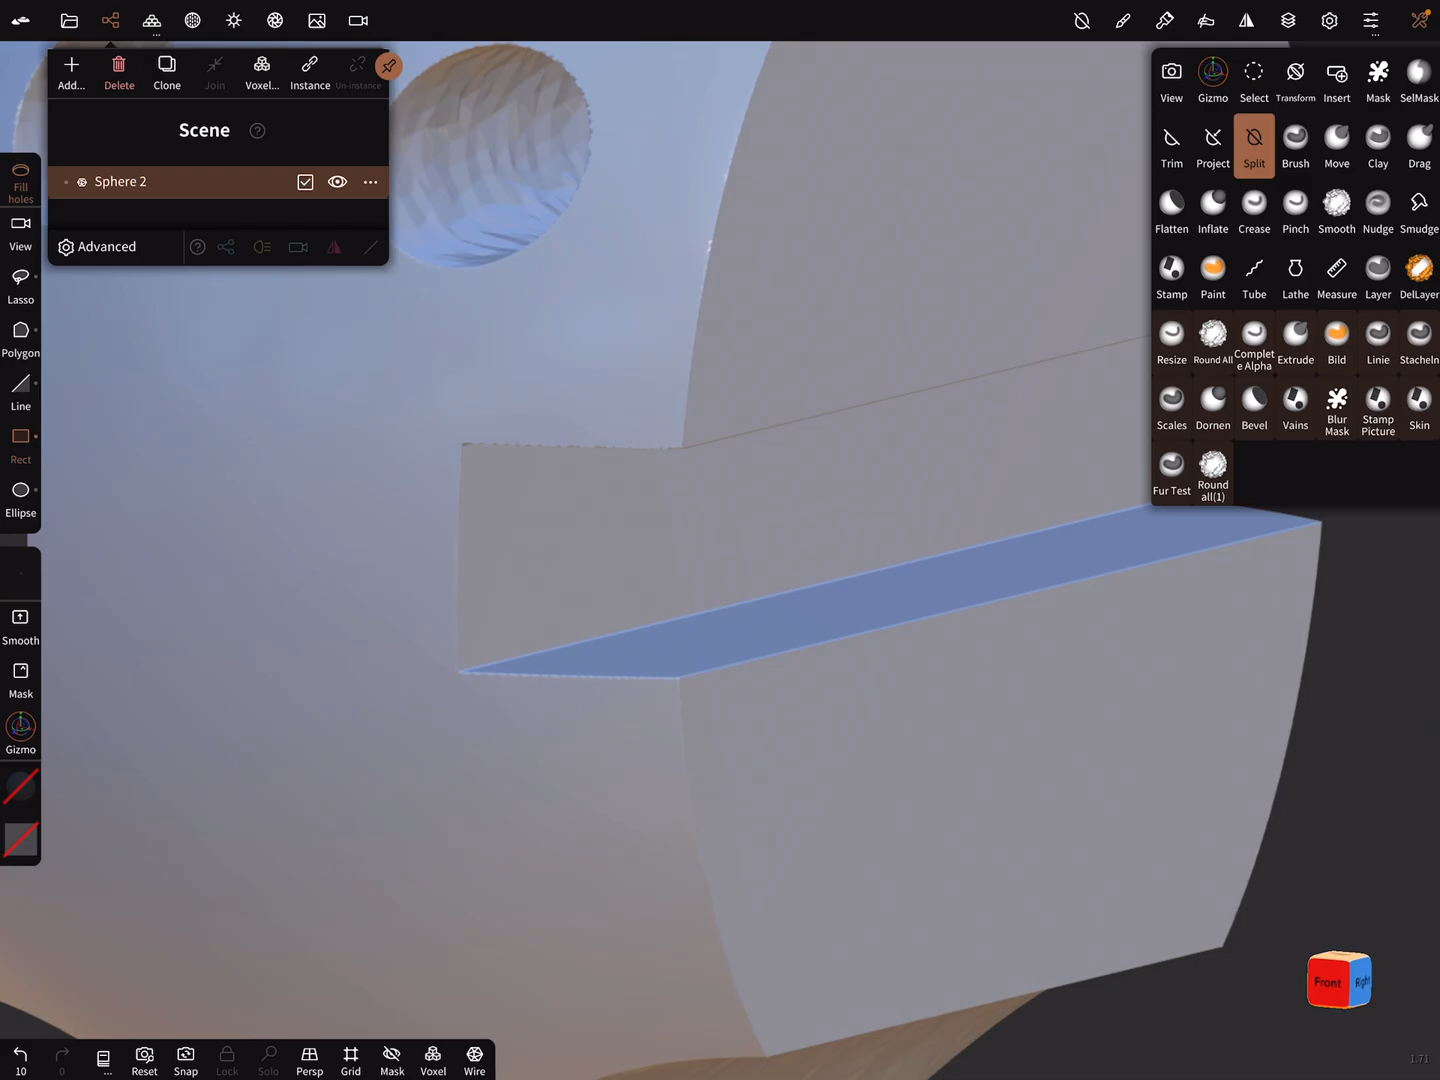 Add...
Delete
Clone
Join
Voxel...
Instance
Un-instance
Scene
?
Sphere 2
Advanced
?
Fill
holes
View
Lasso
Polygon
Line
Rect
Ellipse
Smooth
Mask
Gizmo
View
Gizmo
Select
Transform
Insert
Mask
SelMask
Trim
Project
Split
Brush
Move
Clay
Drag
Flatten
Inflate
Crease
Pinch
Smooth
Nudge
Smudge
Stamp
Paint
Tube
Lathe
Measure
Layer
DelLayer
Resize
Round All
Complet
e Alpha
Extrude
Bild
Linie
Stacheln
Scales
Dornen
Bevel
Vains
Blur
Mask
Stamp
Picture
Skin
Fur Test
Round
all(1)
Front
Right
10
0
...
Reset
Snap
Lock
Solo
Persp
Grid
Mask
Voxel
Wire
1.71